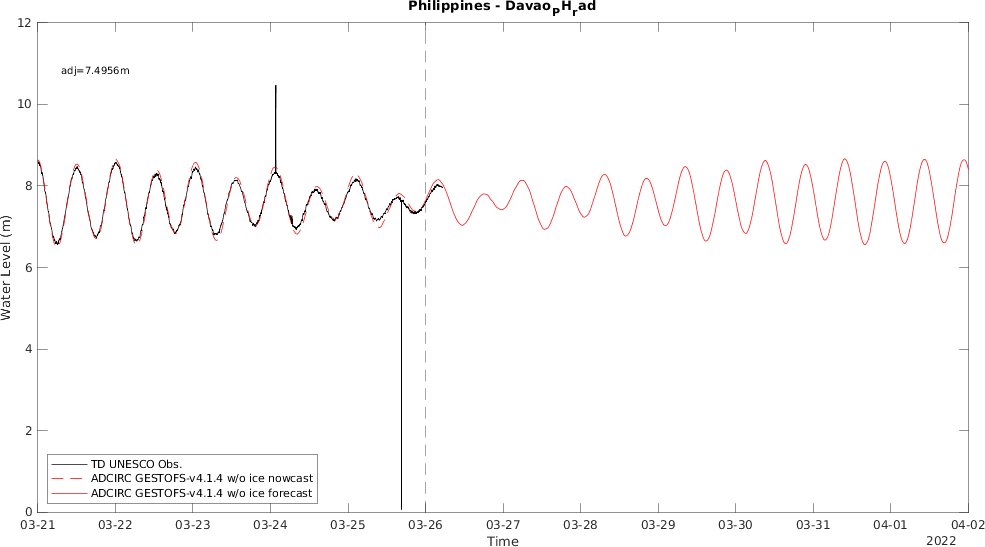 Philippines - DavaopHrad
12
adj=7.4956m
10
8
6
4
2
0
Water Level (m)
TD UNESCO Obs.
ADCIRC GESTOFS-v4.1.4 w/o ice nowcast
ADCIRC GESTOFS-v4.1.4 w/o ice forecast
03-21 03-22 03-23 03-24 03-25 03-26 03-27 03-28 03-29 03-30 03-31 04-01 04-02
Time
2022